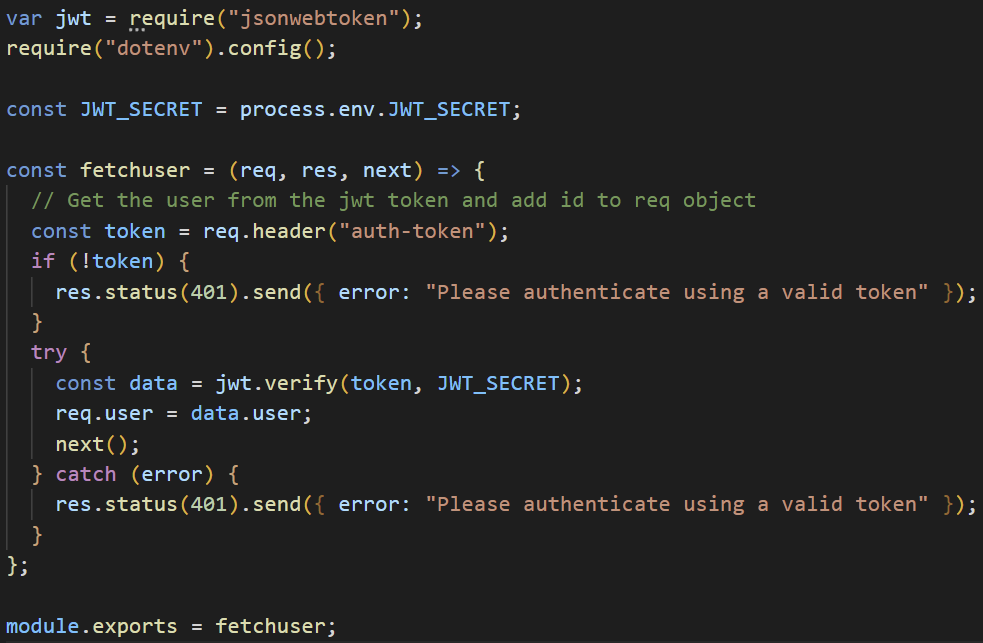 var jwt = require("jsonwebtoken");
require("dotenv").config();

const JWT_SECRET = process.env.JWT_SECRET;

const fetchuser = (req, res, next) => {
  // Get the user from the jwt token and add id to req object
  const token = req.header("auth-token");
  if (!token) {
    res.status(401).send({ error: "Please authenticate using a valid token" });
  }
  try {
    const data = jwt.verify(token, JWT_SECRET);
    req.user = data.user;
    next();
  } catch (error) {
    res.status(401).send({ error: "Please authenticate using a valid token" });
  }
};

module.exports = fetchuser;